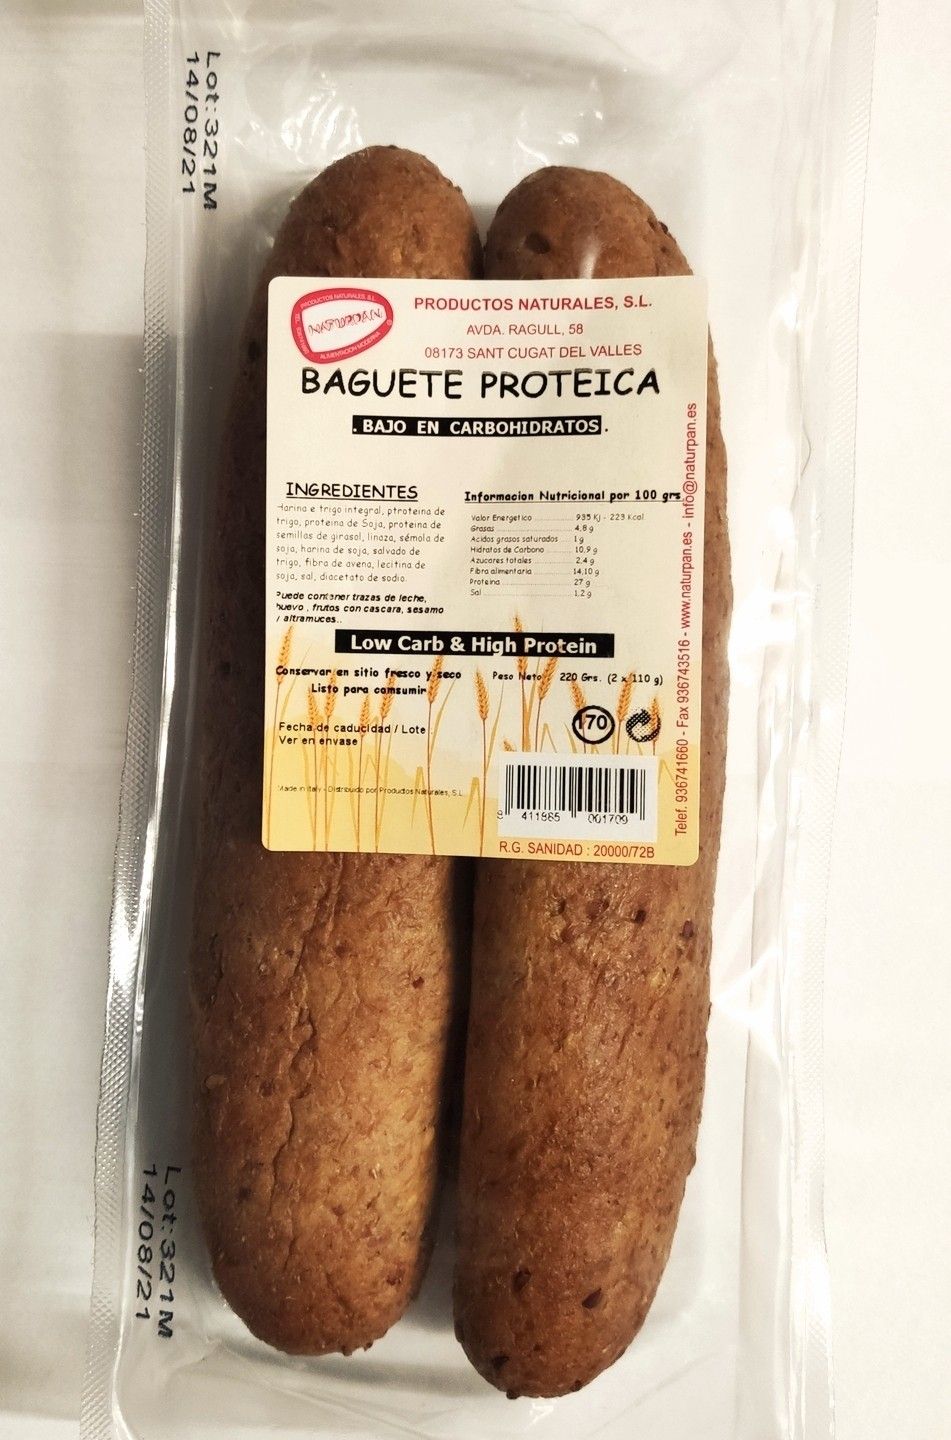 Lot:321M
14/08/21
PRODUCTOS NATURALES, S.L.
NATURPAN
ALIMENTACION MODERNA
PRODUCTOS NATURALES, S.L.
AVDA. RAGULL, 58
08173 SANT CUGAT DEL VALLES
BAGUETE PROTEICA
. BAJO EN CARBOHIDRATOS .
INGREDIENTES
Harina e trigo integral, ptroteina de
trigo, proteina de Soja, proteina de
semillas de girasol, linaza, sémola de
soja, harina de soja, salvado de
trigo, fibra de avena, lecitina de
soja, sal, diacetato de sodio.
Puede contener trazas de leche,
huevo , frutos con cascara, sesamo
/ altramuces..
Informacion Nutricional por 100 grs.
Valor Energetico .......... 935 Kj - 223 Kcal
Grasas .......... 4,8 g
Acidos grasos saturados .......... 1 g
Hidratos de Carbono .......... 10,9 g
Azucares totales .......... 2,4 g
Fibra alimentaria .......... 14,10 g
Proteina .......... 27 g
Sal .......... 1,2 g
Low Carb & High Protein
Conservar en sitio fresco y seco
Listo para comsumir
Peso Neto 220 Grs. (2 x 110 g)
170
Fecha de caducidad / Lote
Ver en envase
Made in Italy - Distribuido por Productos Naturales, S.L.
8 411865 001709
R.G. SANIDAD : 20000/72B
Telef. 936741660 - Fax 936743516 - www.naturpan.es - info@naturpan.es
Lot:321M
14/08/21